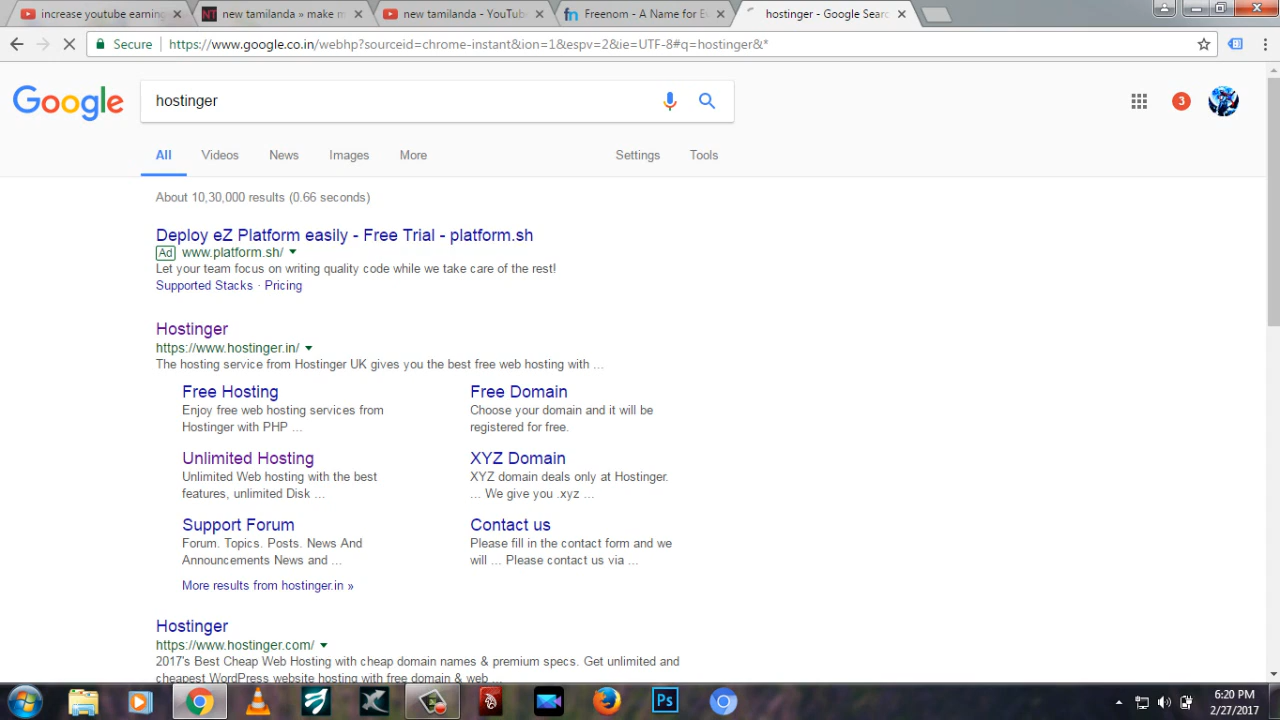 increase youtube earning
new tamilanda » make m
new tamilanda - YouTub
Freenom - A Name for E
hostinger - Google Searc
Secure https://www.google.co.in/webhp?sourceid=chrome-instant&ion=1&espv=2&ie=UTF-8#q=hostinger&*
Google
hostinger
3
All Videos News Images More Settings Tools
About 10,30,000 results (0.66 seconds)
Deploy eZ Platform easily - Free Trial - platform.sh
Ad www.platform.sh/
Let your team focus on writing quality code while we take care of the rest!
Supported Stacks · Pricing
Hostinger
https://www.hostinger.in/
The hosting service from Hostinger UK gives you the best free web hosting with ...
Free Hosting
Enjoy free web hosting services from
Hostinger with PHP ...
Free Domain
Choose your domain and it will be
registered for free.
Unlimited Hosting
Unlimited Web hosting with the best
features, unlimited Disk ...
XYZ Domain
XYZ domain deals only at Hostinger.
... We give you .xyz ...
Support Forum
Forum. Topics. Posts. News And
Announcements News and ...
Contact us
Please fill in the contact form and we
will ... Please contact us via ...
More results from hostinger.in »
Hostinger
https://www.hostinger.com/
2017's Best Cheap Web Hosting with cheap domain names & premium specs. Get unlimited and
cheapest WordPress website hosting with free domain & web
Ps
6:20 PM
2/27/2017